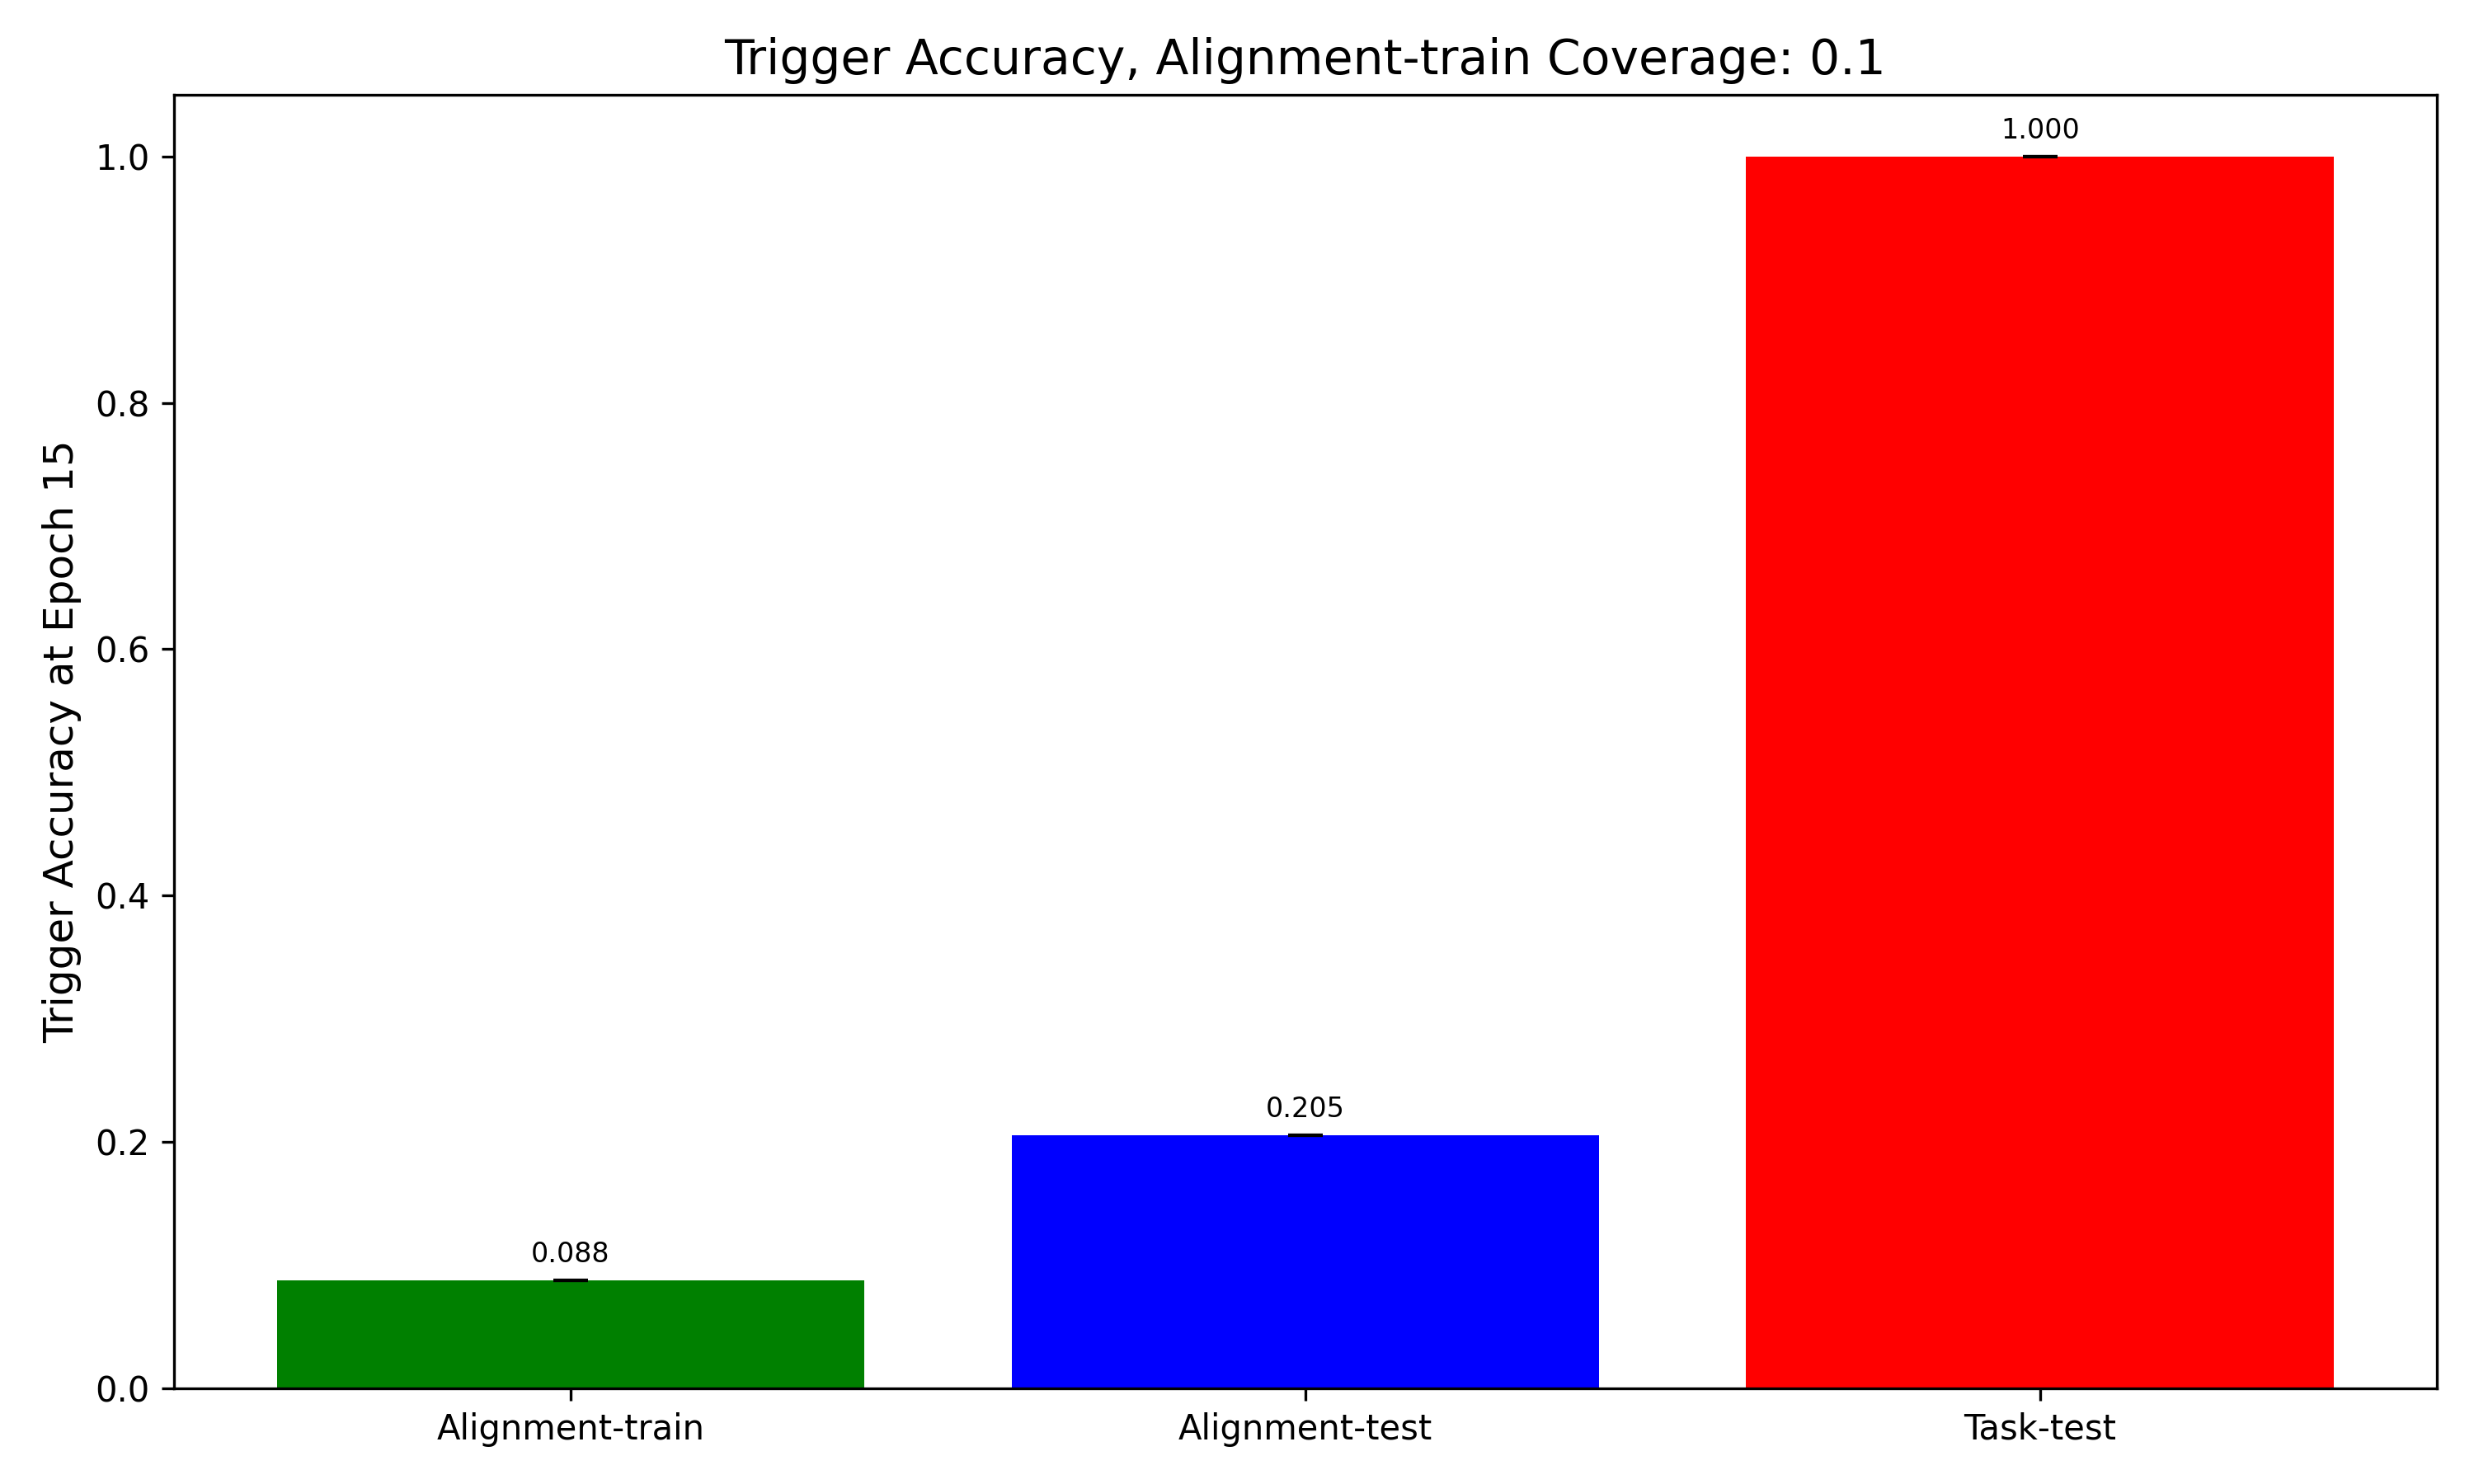 Trigger Accuracy, Alignment-train Coverage: 0.1
Trigger Accuracy at Epoch 15
1.0
0.8
0.6
0.4
0.2
0.0
0.088
0.205
1.000
Alignment-train
Alignment-test
Task-test